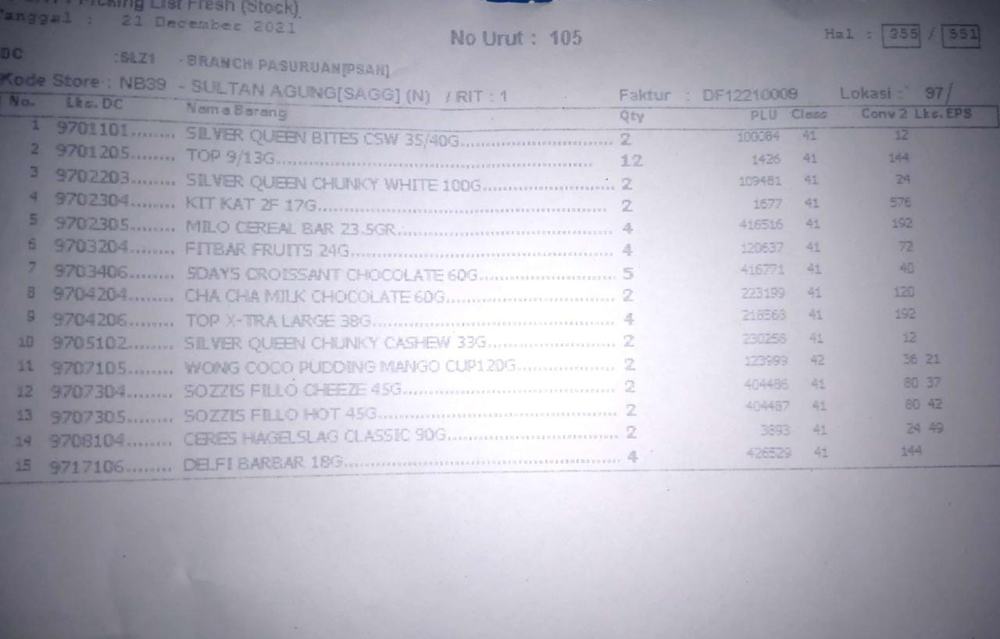 Picking List Fresh (Stock)
Tanggal : 21 December 2021
No Urut : 105
Hal : 355 / 551
DC :SLZ1 - BRANCH PASURUAN[PSAN]
Kode Store : NB39 - SULTAN AGUNG[SAGG] (N) / RIT : 1 Faktur : DF12210009 Lokasi : 97/
No. Lks. DC Nama Barang Qty PLU Class Conv 2 Lks. EPS
1 9701101........ SILVER QUEEN BITES CSW 35/40G........ 2 100084 41 12
2 9701205........ TOP 9/13G........ 12 1426 41 144
3 9702203........ SILVER QUEEN CHUNKY WHITE 100G........ 2 109481 41 24
4 9702304........ KIT KAT 2F 17G........ 2 1677 41 576
5 9702305........ MILO CEREAL BAR 23.5GR........ 4 416516 41 192
6 9703204........ FITBAR FRUITS 24G........ 4 120637 41 72
7 9703406........ 5DAYS CROISSANT CHOCOLATE 60G........ 5 416771 41 40
8 9704204........ CHA CHA MILK CHOCOLATE 60G........ 2 223199 41 120
9 9704206........ TOP X-TRA LARGE 38G........ 4 218563 41 192
10 9705102........ SILVER QUEEN CHUNKY CASHEW 33G........ 2 230258 41 12
11 9707105........ WONG COCO PUDDING MANGO CUP120G........ 2 123999 42 36 21
12 9707304........ SOZZIS FILLO CHEEZE 45G........ 2 404486 41 80 37
13 9707305........ SOZZIS FILLO HOT 45G........ 2 404487 41 80 42
14 9708104........ CERES HAGELSLAG CLASSIC 90G........ 2 3893 41 24 49
15 9717106........ DELFI BARBAR 18G........ 4 426529 41 144